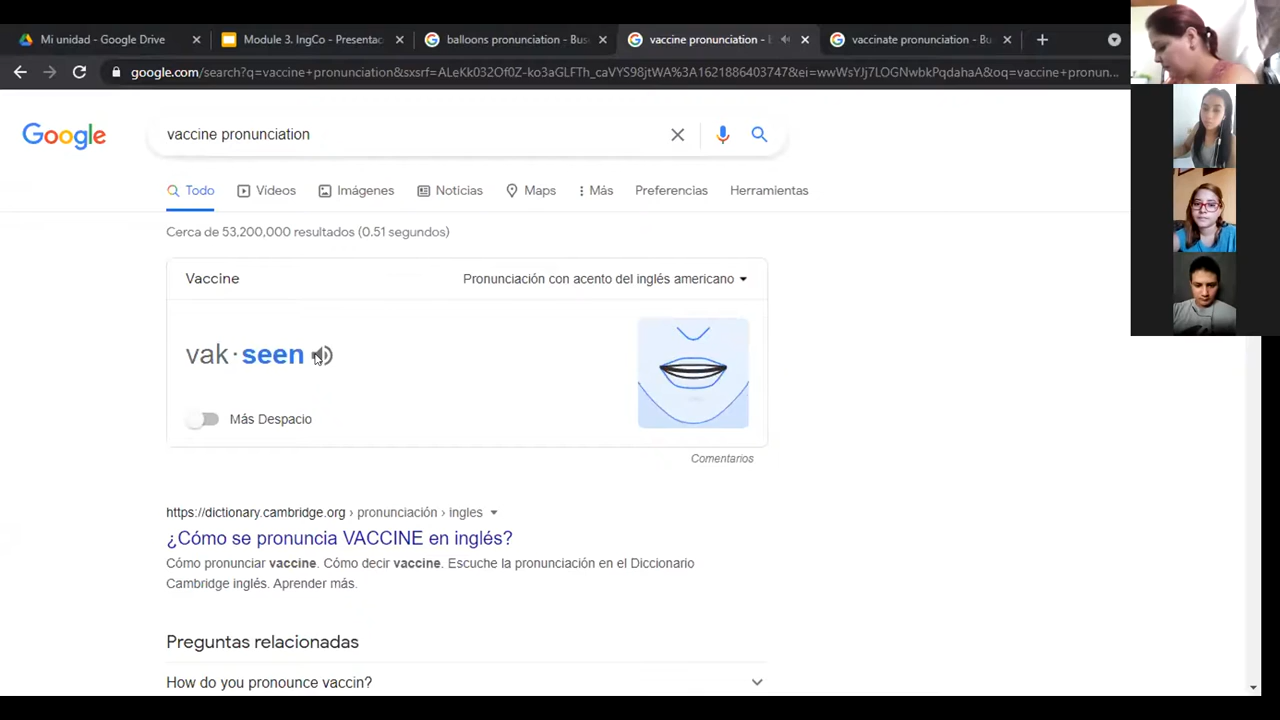 Mi unidad - Google Drive
Module 3. IngCo - Presentac
balloons pronunciation - Bus
vaccine pronunciation - 
vaccinate pronunciation - Bu
google.com/search?q=vaccine+pronunciation&sxsrf=ALeKk032Of0Z-ko3aGLFTh_caVYS98jtWA%3A1621886403747&ei=wwWsYJj7LOGNwbkPqdahaA&oq=vaccine+pronun...
Google
vaccine pronunciation
Todo
Videos
Imágenes
Noticias
Maps
Más
Preferencias
Herramientas
Cerca de 53,200,000 resultados (0.51 segundos)
Vaccine
Pronunciación con acento del inglés americano
vak · seen
Más Despacio
Comentarios
https://dictionary.cambridge.org › pronunciación › ingles
¿Cómo se pronuncia VACCINE en inglés?
Cómo pronunciar vaccine. Cómo decir vaccine. Escuche la pronunciación en el Diccionario
Cambridge inglés. Aprender más.
Preguntas relacionadas
How do you pronounce vaccin?